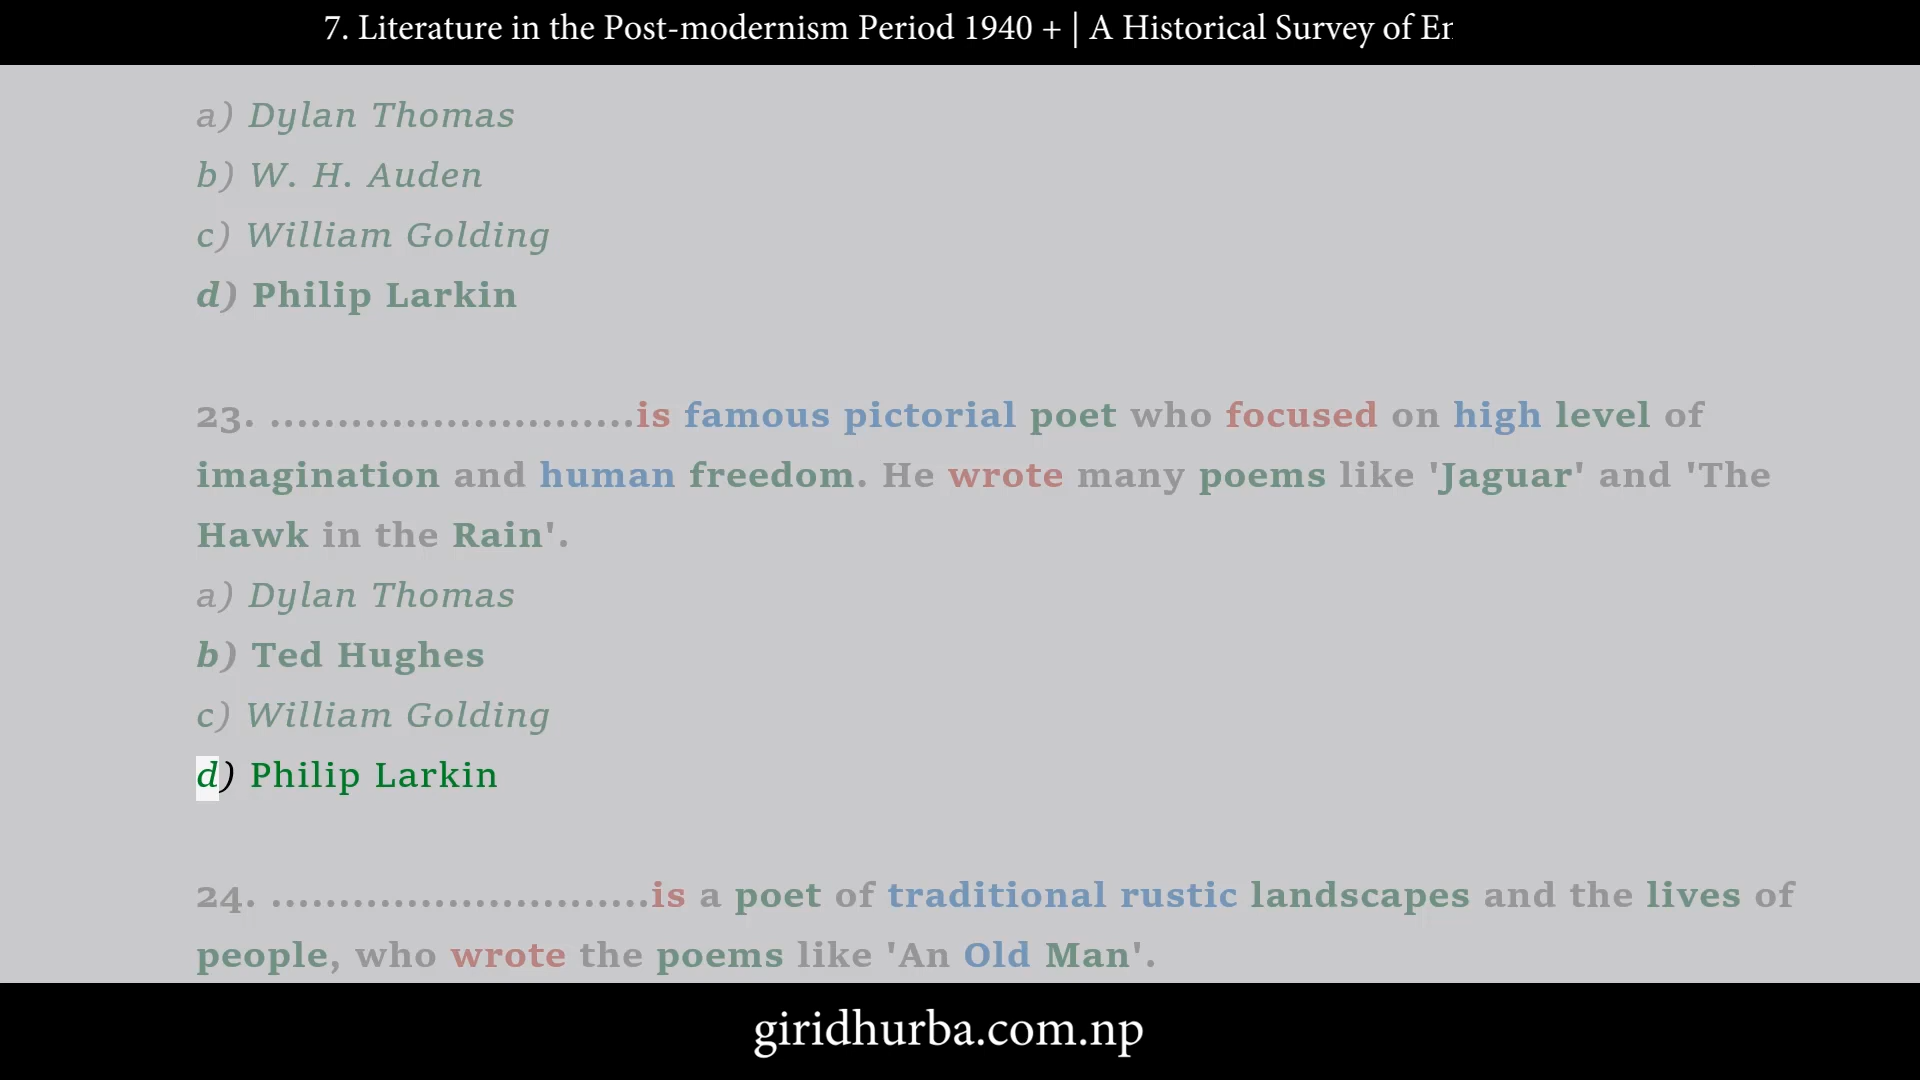 7. Literature in the Post-modernism Period 1940 + | A Historical Survey of En
a) Dylan Thomas
b) W. H. Auden
c) William Golding
d) Philip Larkin
23. ...........................is famous pictorial poet who focused on high level of
imagination and human freedom. He wrote many poems like 'Jaguar' and 'The
Hawk in the Rain'.
a) Dylan Thomas
b) Ted Hughes
c) William Golding
d) Philip Larkin
24. ............................is a poet of traditional rustic landscapes and the lives of
people, who wrote the poems like 'An Old Man'.
giridhurba.com.np